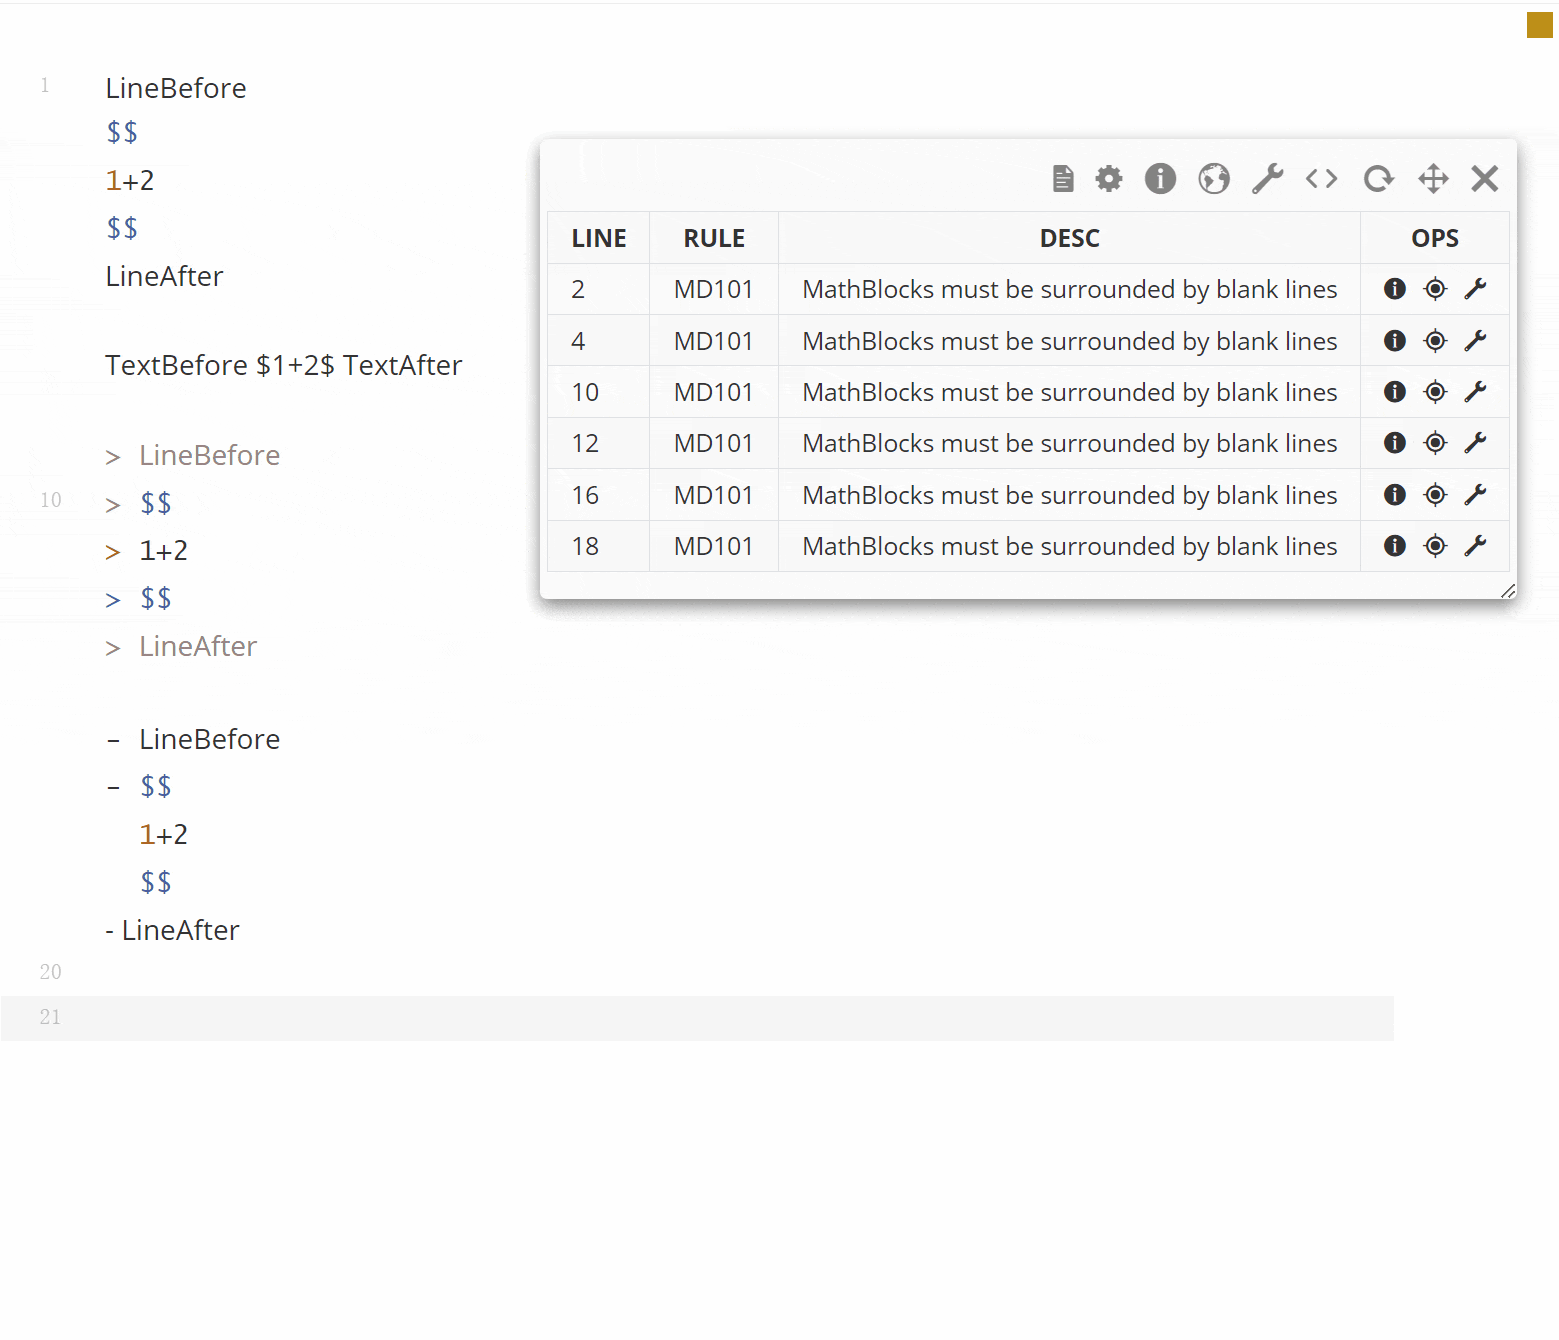 1 LineBefore
$$
1+2
$$
LineAfter
TextBefore $1+2$ TextAfter
> LineBefore
10 > $$
> 1+2
> $$
> LineAfter
- LineBefore
- $$
1+2
$$
- LineAfter
20
21
LINE RULE DESC OPS
2 MD101 MathBlocks must be surrounded by blank lines
4 MD101 MathBlocks must be surrounded by blank lines
10 MD101 MathBlocks must be surrounded by blank lines
12 MD101 MathBlocks must be surrounded by blank lines
16 MD101 MathBlocks must be surrounded by blank lines
18 MD101 MathBlocks must be surrounded by blank lines